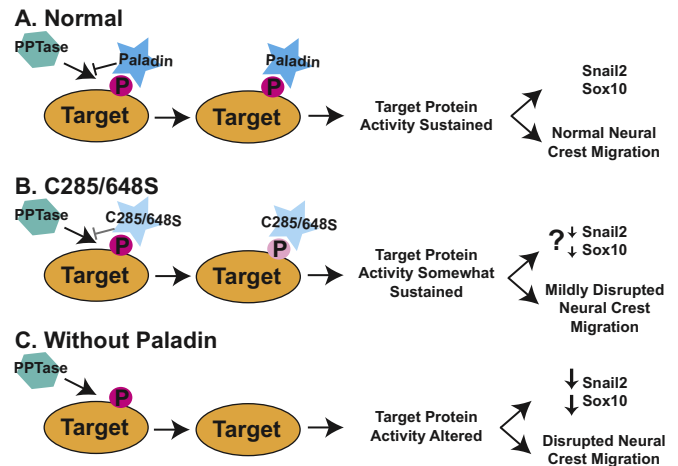 A. Normal
PPTase
Paladin
P
Target
Paladin
P
Target
Target Protein
Activity Sustained
Snail2
Sox10
Normal Neural
Crest Migration
B. C285/648S
PPTase
C285/648S
P
Target
C285/648S
P
Target
Target Protein
Activity Somewhat
Sustained
? ↓ Snail2
↓ Sox10
Mildly Disrupted
Neural Crest
Migration
C. Without Paladin
PPTase
P
Target
Target
Target Protein
Activity Altered
↓ Snail2
↓ Sox10
Disrupted Neural
Crest Migration